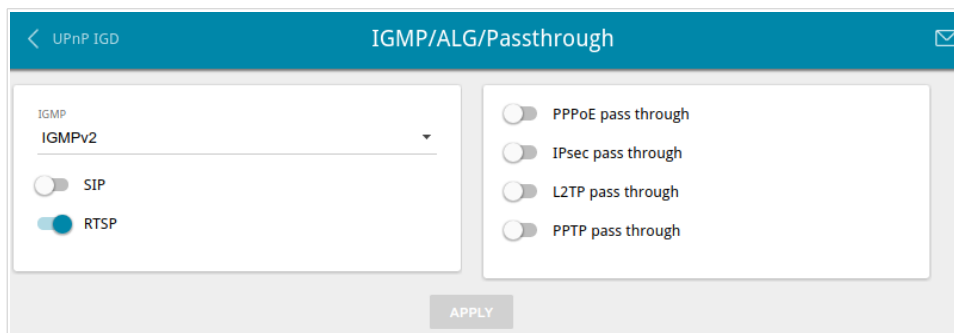 UPnP IGD
IGMP/ALG/Passthrough
IGMP
IGMPv2
SIP
RTSP
PPPoE pass through
IPsec pass through
L2TP pass through
PPTP pass through
APPLY